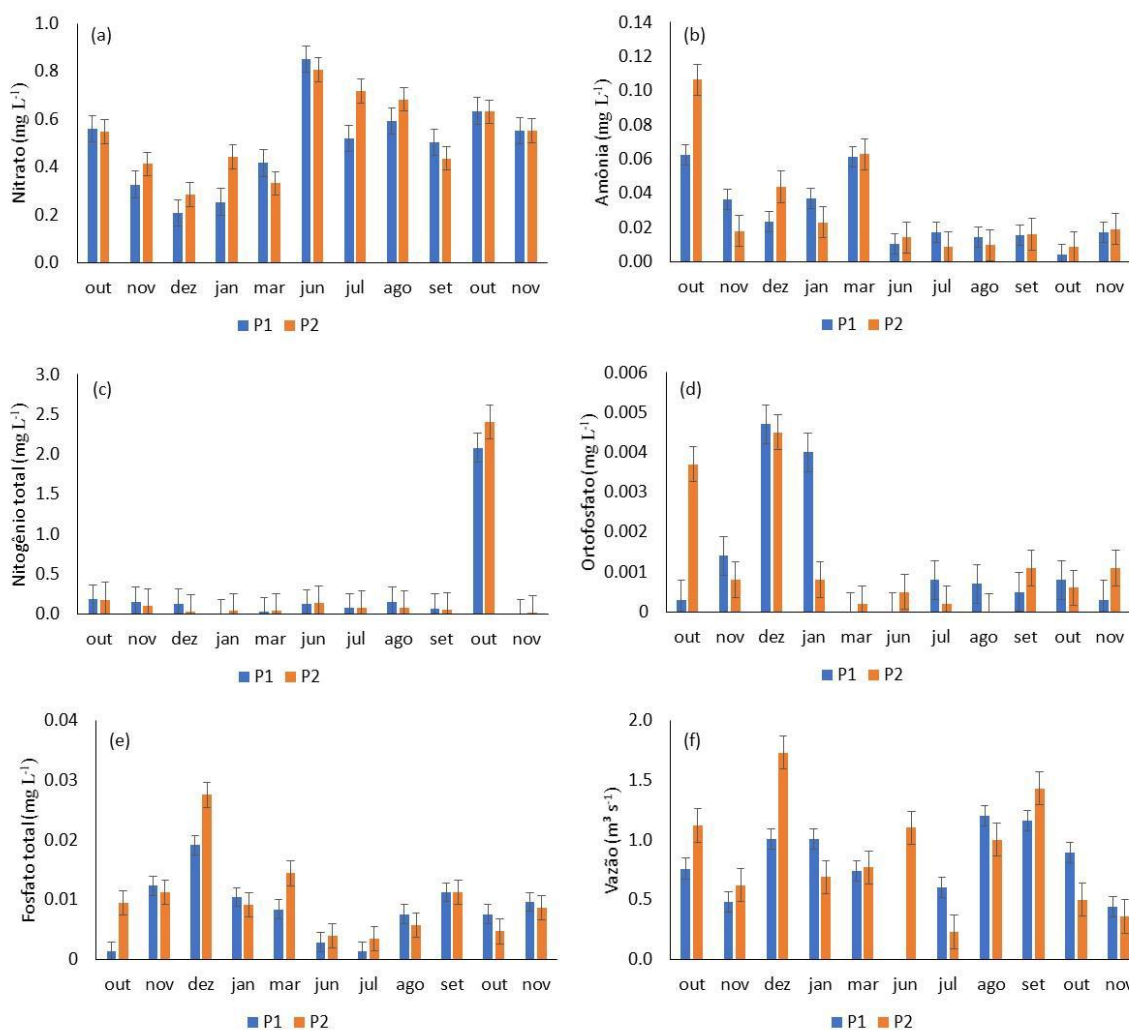 (a)
Nitrato (mg L-1)
1.0
0.8
0.6
0.4
0.2
0.0
out nov dez jan mar jun jul ago set out nov
P1 P2
(b)
Amônia (mg L-1)
0.14
0.12
0.10
0.08
0.06
0.04
0.02
0.00
out nov dez jan mar jun jul ago set out nov
P1 P2
(c)
Nitogênio total (mg L-1)
3.0
2.5
2.0
1.5
1.0
0.5
0.0
out nov dez jan mar jun jul ago set out nov
P1 P2
(d)
Ortofosfato (mg L-1)
0.006
0.005
0.004
0.003
0.002
0.001
0
out nov dez jan mar jun jul ago set out nov
P1 P2
(e)
Fosfato total (mg L-1)
0.04
0.03
0.02
0.01
0
out nov dez jan mar jun jul ago set out nov
P1 P2
(f)
Vazão (m³ s-1)
2.0
1.5
1.0
0.5
0.0
out nov dez jan mar jun jul ago set out nov
P1 P2